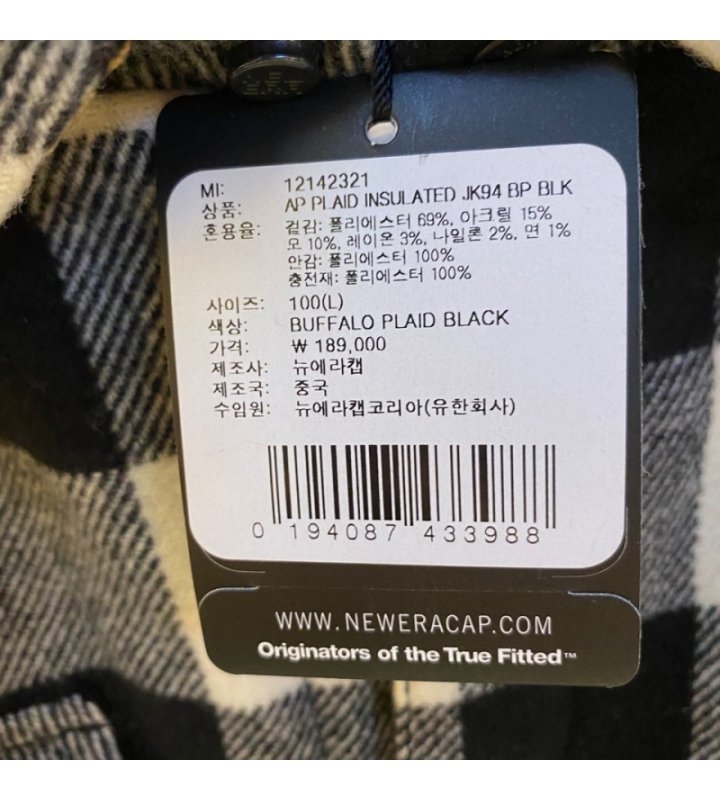 MI: 12142321
상품: AP PLAID INSULATED JK94 BP BLK
혼용율: 겉감: 폴리에스터 69%, 아크릴 15%
모 10%, 레이온 3%, 나일론 2%, 면 1%
안감: 폴리에스터 100%
충전재: 폴리에스터 100%
사이즈: 100(L)
색상: BUFFALO PLAID BLACK
가격: ₩ 189,000
제조사: 뉴에라캡
제조국: 중국
수입원: 뉴에라캡코리아(유한회사)
0 194087 433988
WWW.NEWERACAP.COM
Originators of the True Fitted™